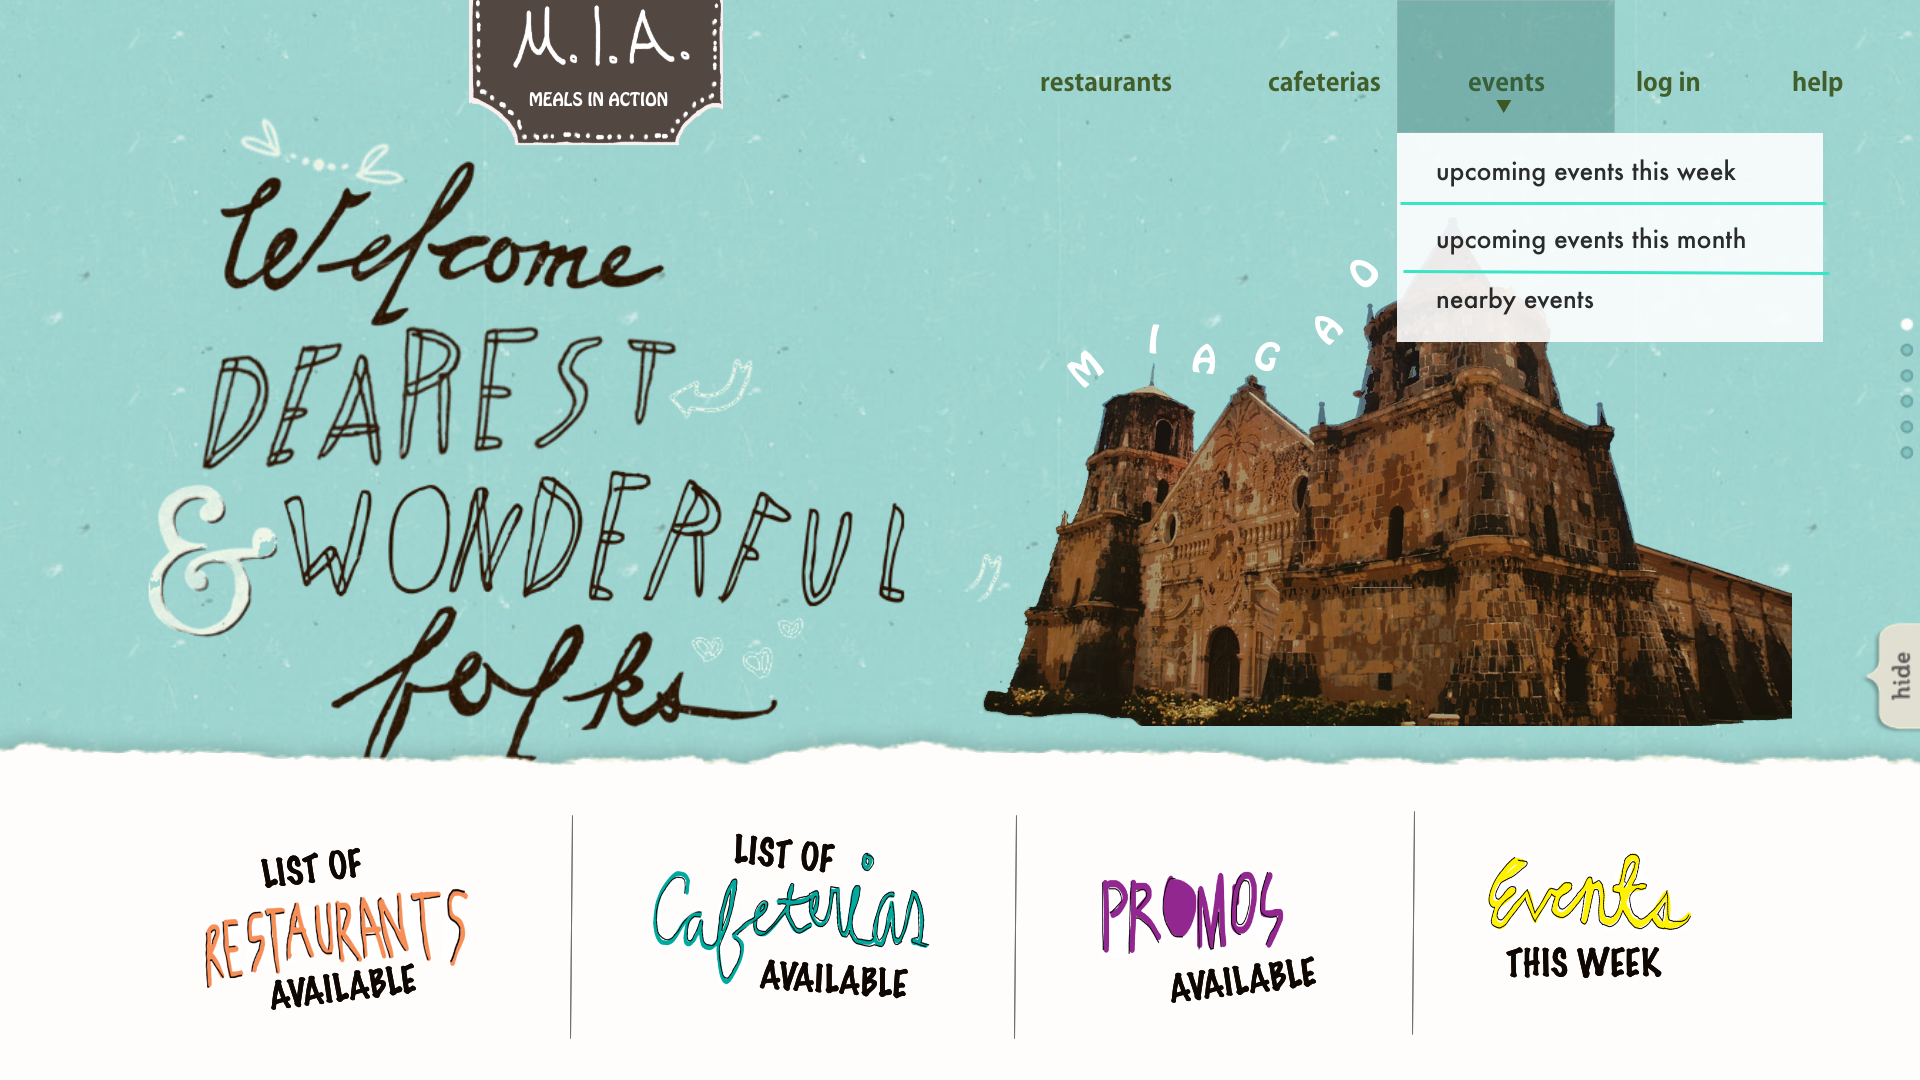 M.I.A.
MEALS IN ACTION
restaurants
cafeterias
events
log in
help
upcoming events this week
upcoming events this month
nearby events
Welcome
DEAREST
& WONDERFUL
folks
MIAGAO
hide
LIST OF
RESTAURANTS
AVAILABLE
LIST OF
Cafeterias
AVAILABLE
PROMOS
AVAILABLE
Events
THIS WEEK